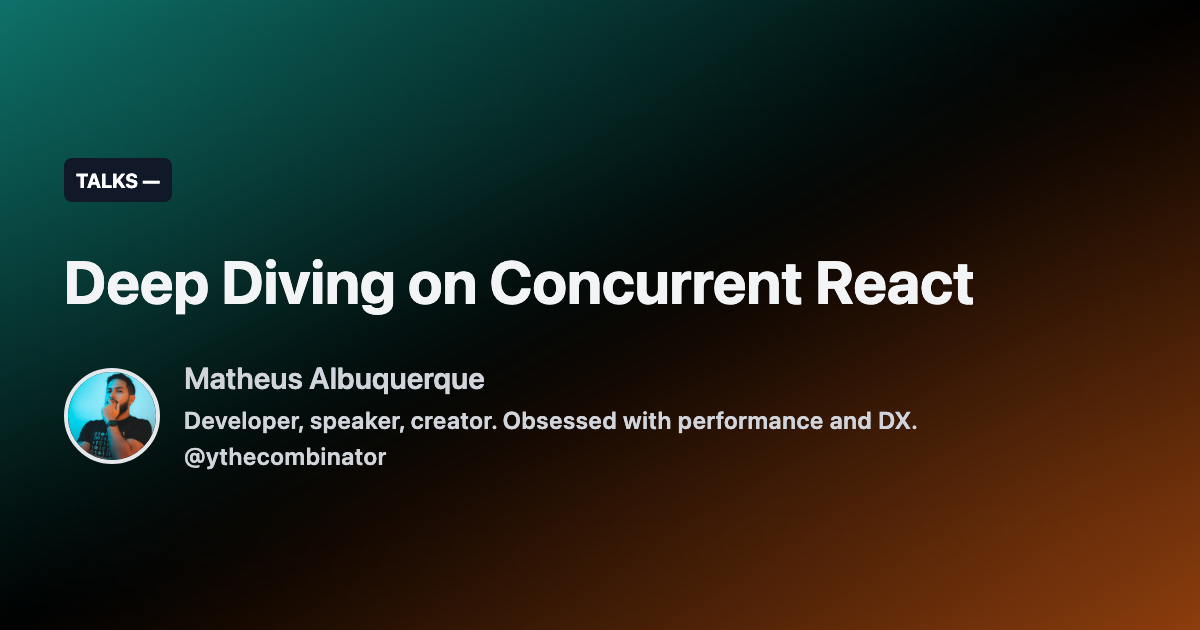 TALKS —
Deep Diving on Concurrent React
Matheus Albuquerque
Developer, speaker, creator. Obsessed with performance and DX.
@ythecombinator